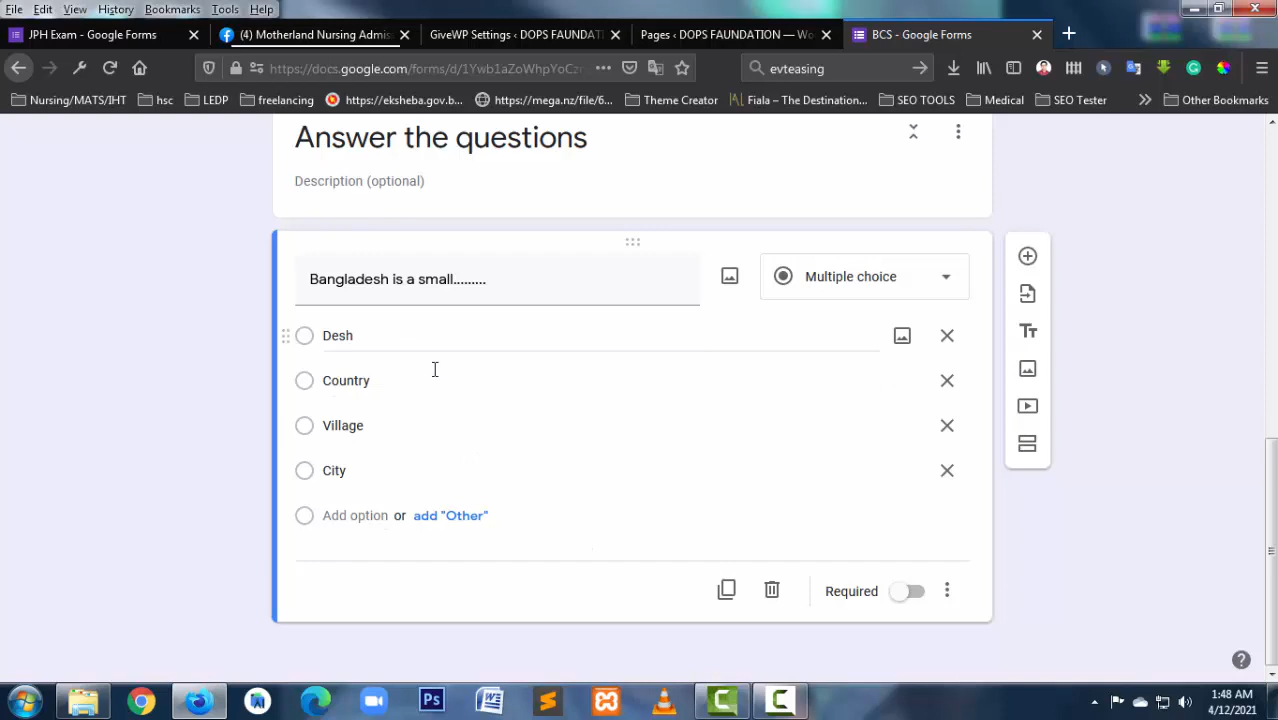 File Edit View History Bookmarks Tools Help
JPH Exam - Google Forms
(4) Motherland Nursing Admis
GiveWP Settings ‹ DOPS FOUNDAT
Pages ‹ DOPS FOUNDATION — Wo
BCS - Google Forms
https://docs.google.com/forms/d/1Ywb1aZoWhpYoCz
evteasing
Nursing/MATS/IHT
hsc
LEDP
freelancing
https://eksheba.gov.b...
https://mega.nz/file/6...
Theme Creator
Fiala – The Destination...
SEO TOOLS
Medical
SEO Tester
Other Bookmarks
Answer the questions
Description (optional)
Bangladesh is a small.........
Multiple choice
Desh
Country
Village
City
Add option or add "Other"
Required
1:48 AM
4/12/2021